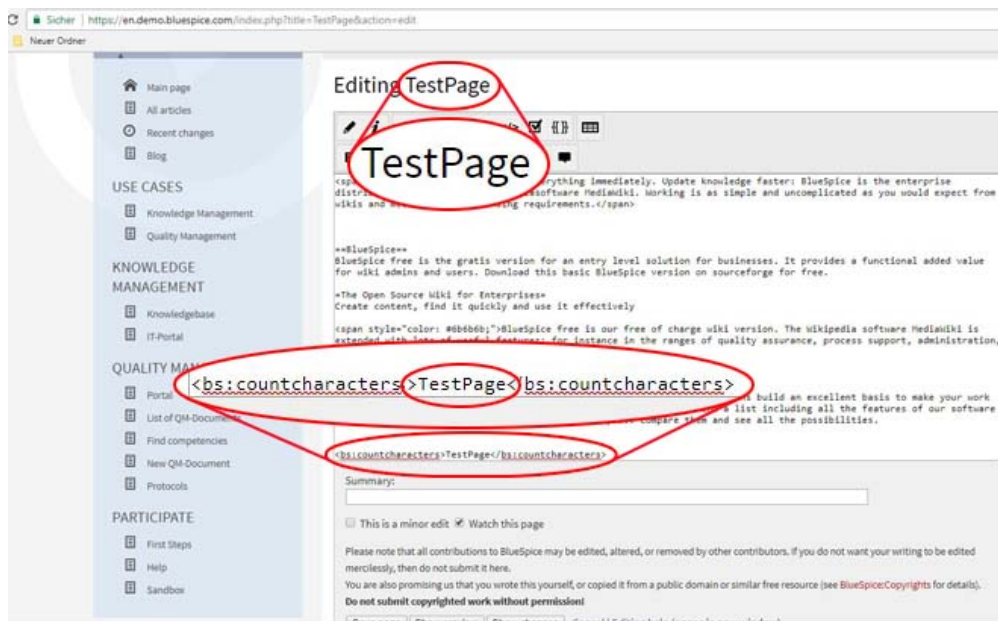 Sicher | https://en.demo.bluespice.com/index.php?title=TestPage&action=edit
Neuer Ordner
Main page
All articles
Recent changes
Blog
USE CASES
Knowledge Management
Quality Management
KNOWLEDGE
MANAGEMENT
Knowledgebase
IT-Portal
QUALITY MA
Portal
List of QM-Documents
Find competencies
New QM-Document
Protocols
PARTICIPATE
First Steps
Help
Sandbox
Editing TestPage
TestPage
<spa rything immediately. Update knowledge faster: BlueSpice is the enterprise
distri software MediaWiki. Working is as simple and uncomplicated as you would expect from
wikis and ing requirements.</span>
==BlueSpice==
BlueSpice free is the gratis version for an entry level solution for businesses. It provides a functional added value
for wiki admins and users. Download this basic BlueSpice version on sourceforge for free.
=The Open Source Wiki for Enterprises=
Create content, find it quickly and use it effectively
<span style="color: #6b6b6b;">BlueSpice free is our free of charge wiki version. The Wikipedia software MediaWiki is
extended with lots of useful features: for instance in the ranges of quality assurance, process support, administration,
<bs:countcharacters >TestPage</bs:countcharacters>
s build an excellent basis to make your work
a list including all the features of our software
compare them and see all the possibilities.
<bs:countcharacters>TestPage</bs:countcharacters>
Summary:
This is a minor edit Watch this page
Please note that all contributions to BlueSpice may be edited, altered, or removed by other contributors. If you do not want your writing to be edited
mercilessly, then do not submit it here.
You are also promising us that you wrote this yourself, or copied it from a public domain or similar free resource (see BlueSpice:Copyrights for details).
Do not submit copyrighted work without permission!